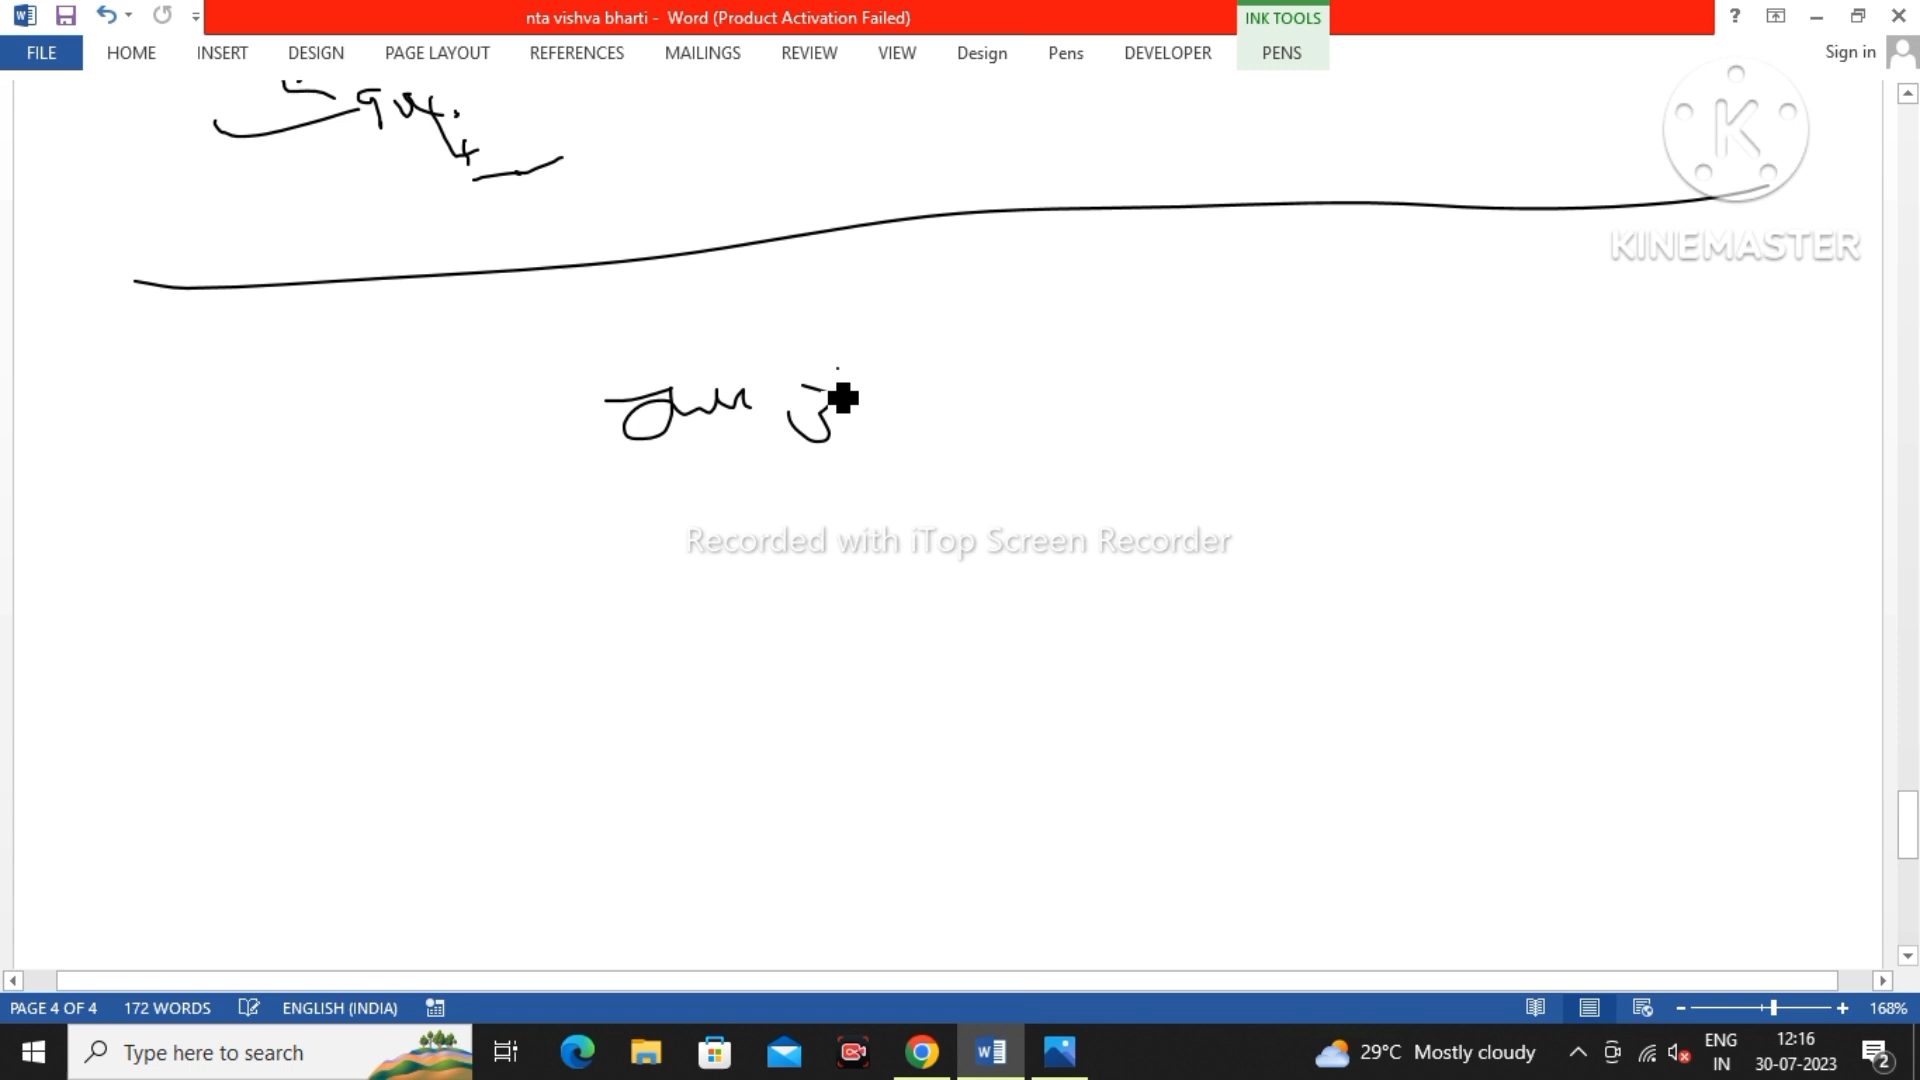 nta vishva bharti - Word (Product Activation Failed)
INK TOOLS
FILE HOME INSERT DESIGN PAGE LAYOUT REFERENCES MAILINGS REVIEW VIEW Design Pens DEVELOPER PENS
Sign in
K
KINEMASTER
Recorded with iTop Screen Recorder
PAGE 4 OF 4 172 WORDS ENGLISH (INDIA) 168%
Type here to search
29°C Mostly cloudy
ENG
IN
12:16
30-07-2023
2